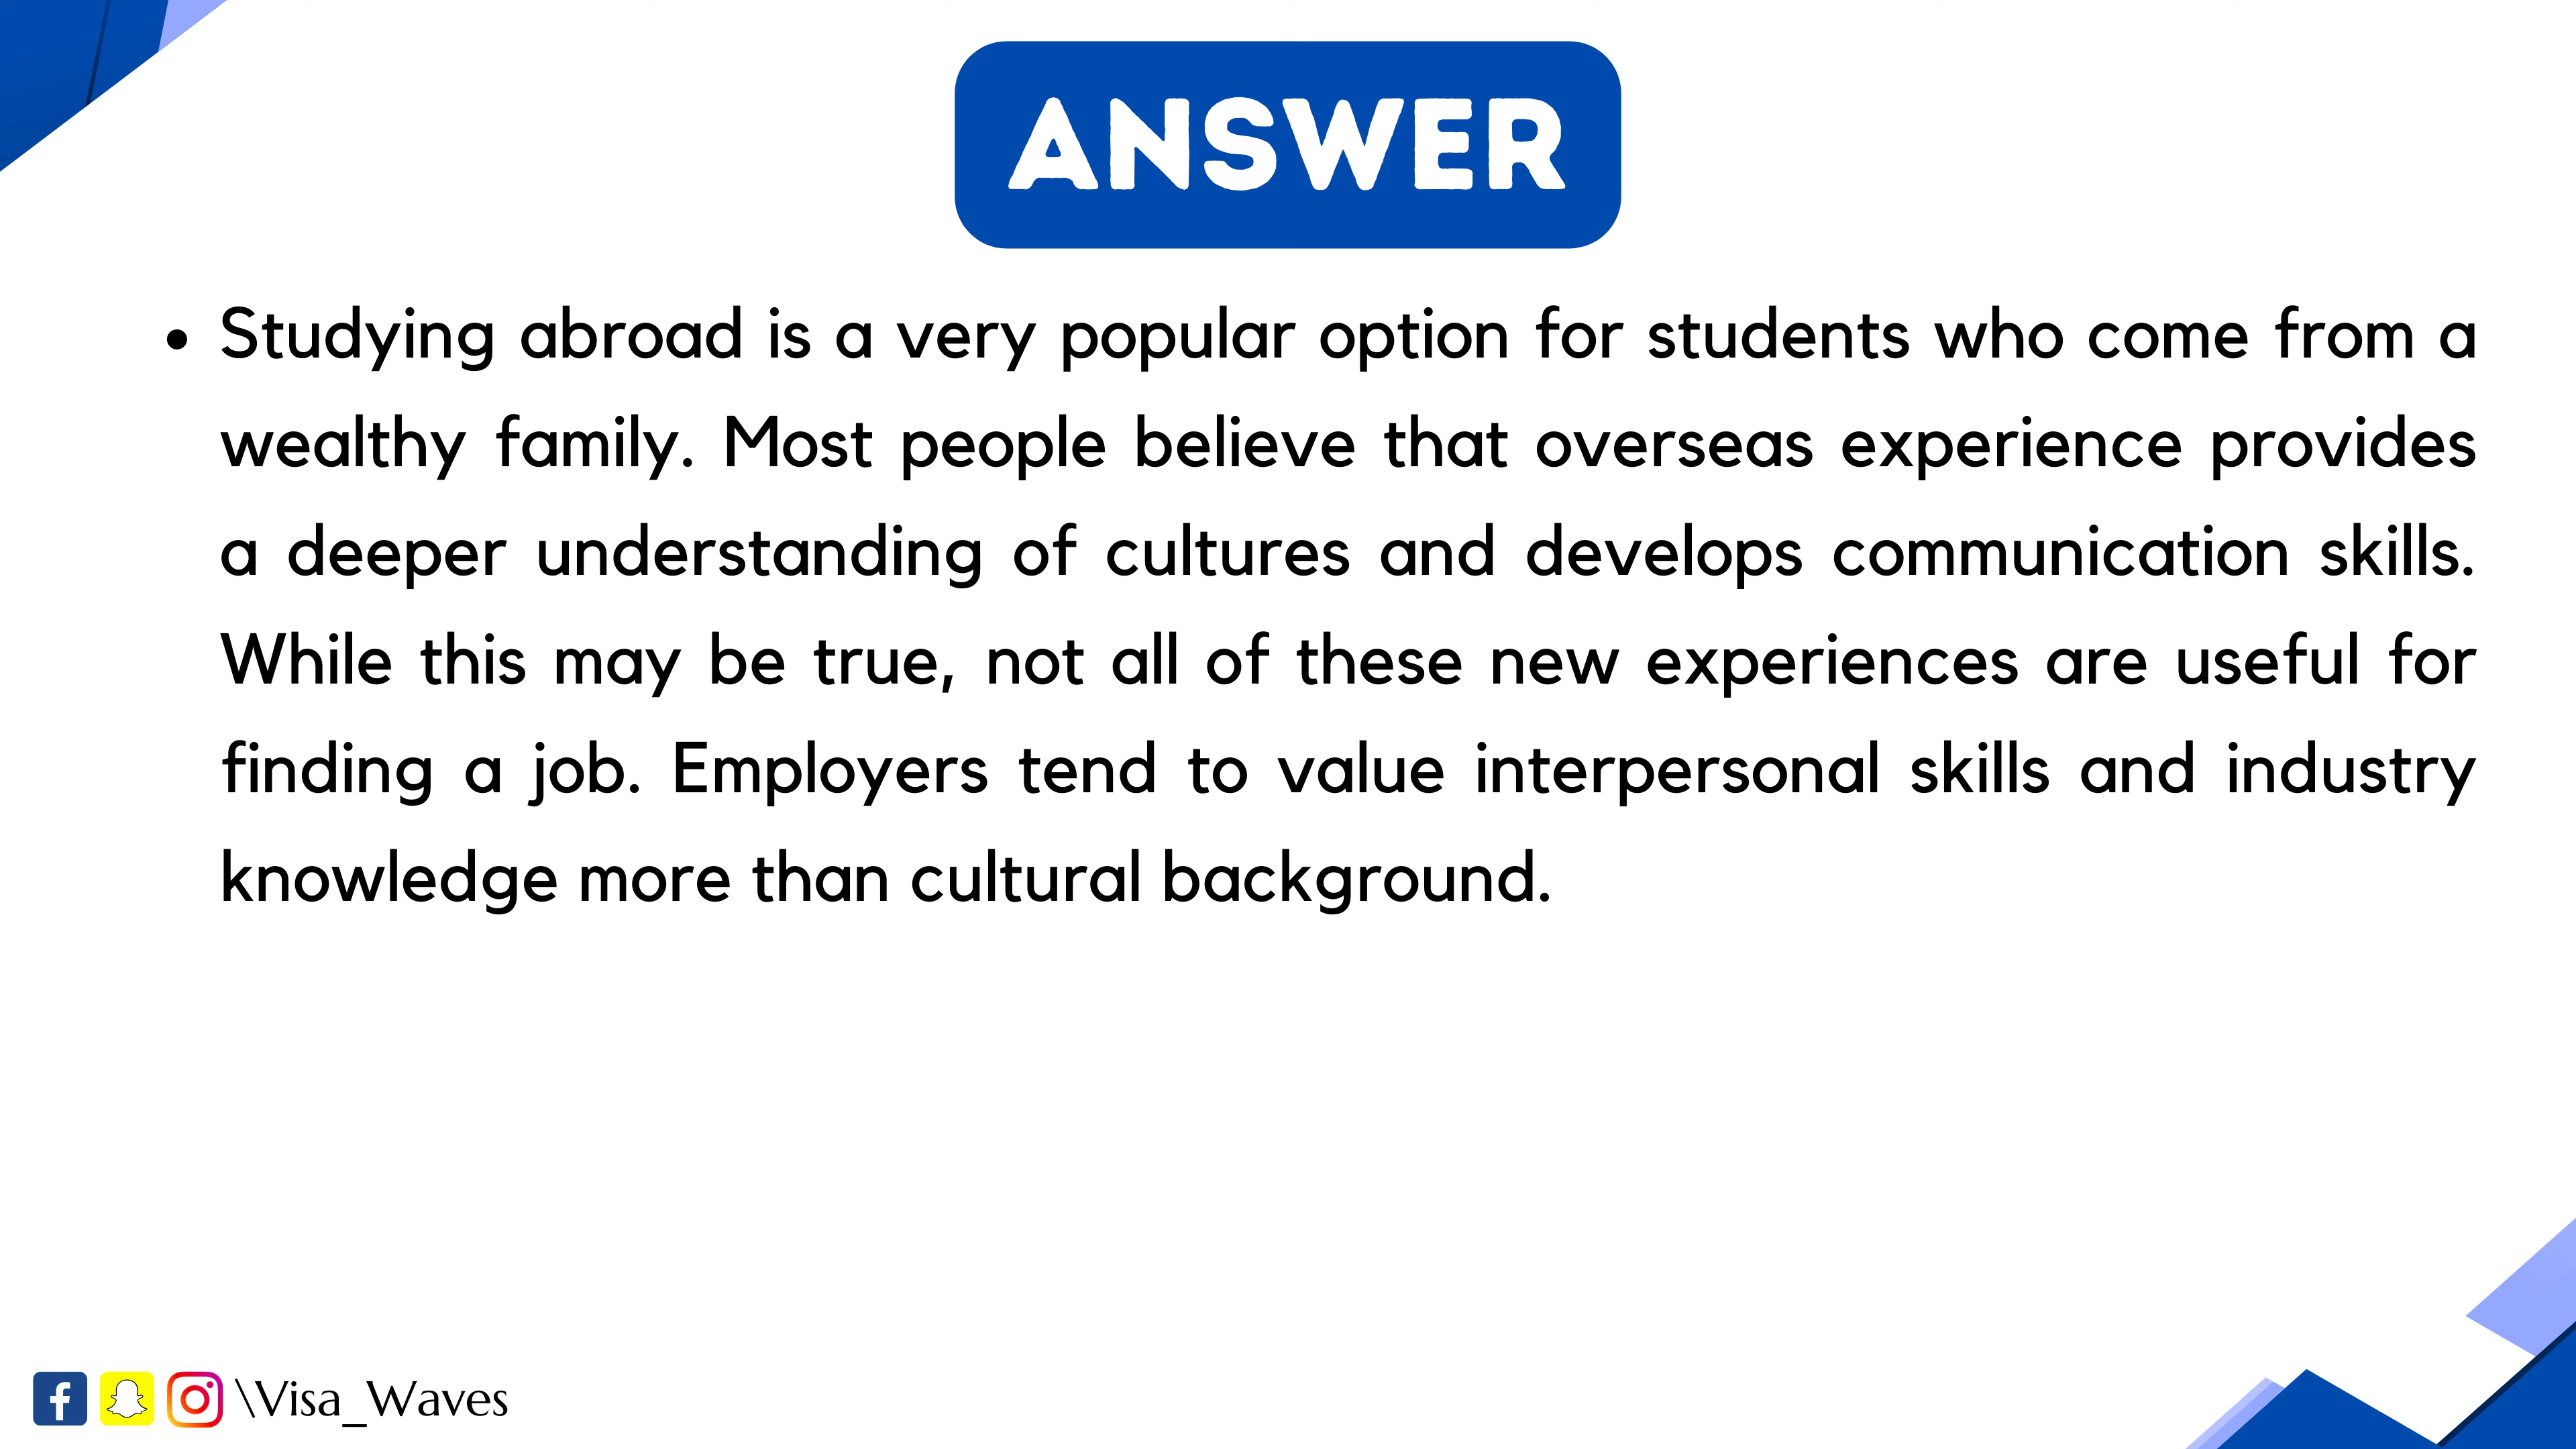 ANSWER
• Studying abroad is a very popular option for students who come from a
wealthy family. Most people believe that overseas experience provides
a deeper understanding of cultures and develops communication skills.
While this may be true, not all of these new experiences are useful for
finding a job. Employers tend to value interpersonal skills and industry
knowledge more than cultural background.
\Visa_Waves